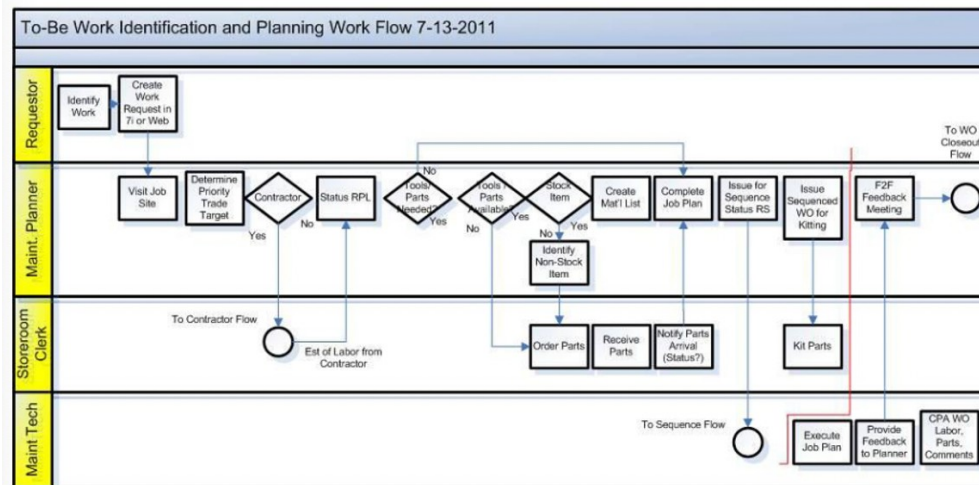 To-Be Work Identification and Planning Work Flow 7-13-2011
Requestor
Identify
Work
Create
Work
Request in
7i or Web
To WO
Closeout
Flow
Maint. Planner
Visit Job
Site
Determine
Priority
Trade
Target
Contractor
Yes
No
Status RPL
Tools/
Parts
Needed?
No
Yes
Tools /
Parts
Available?
Yes
No
Stock
Item
No
Yes
Identify
Non-Stock
Item
Create
Mat'l List
Complete
Job Plan
Issue for
Sequence
Status RS
Issue
Sequenced
WO for
Kitting
F2F
Feedback
Meeting
Storeroom
Clerk
To Contractor Flow
Est of Labor from
Contractor
Order Parts
Receive
Parts
Notify Parts
Arrival
(Status?)
Kit Parts
Maint Tech
To Sequence Flow
Execute
Job Plan
Provide
Feedback
to Planner
CPA WO
Labor,
Parts,
Comments